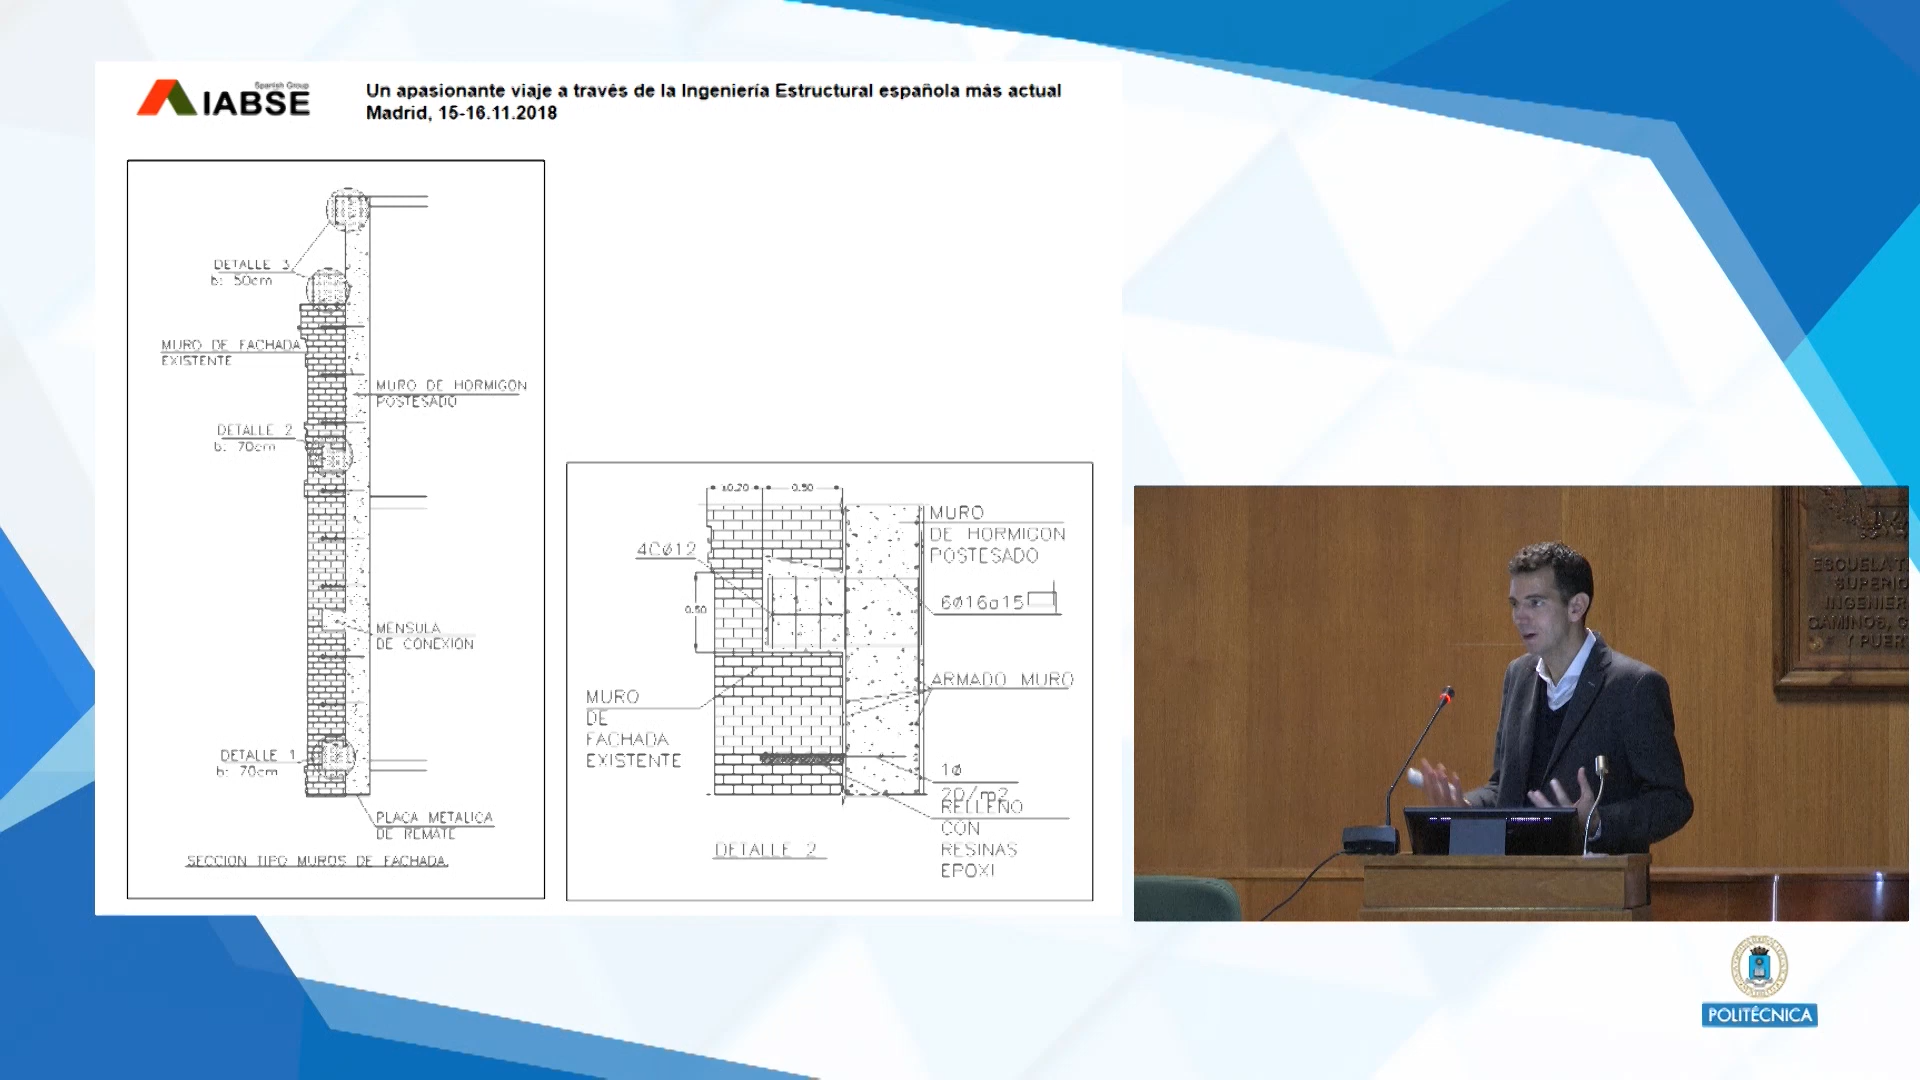 Spanish Group
IABSE
Un apasionante viaje a través de la Ingeniería Estructural española más actual
Madrid, 15-16.11.2018
DETALLE 3
b: 50cm
MURO DE FACHADA
EXISTENTE
MURO DE HORMIGON
POSTESADO
DETALLE 2
b: 70cm
MENSULA
DE CONEXION
DETALLE 1
b: 70cm
PLACA METALICA
DE REMATE
SECCION TIPO MUROS DE FACHADA.
±0.20
0.50
MURO
DE HORMIGON
POSTESADO
4CØ12
6Ø16a15
0.50
ARMADO MURO
MURO
DE
FACHADA
EXISTENTE
1Ø
20/m2
RELLENO
CON
RESINAS
EPOXI
DETALLE 2
ESCUELA T
SUPERIO
INGENIER
CAMINOS, C
Y PUER
POLITÉCNICA